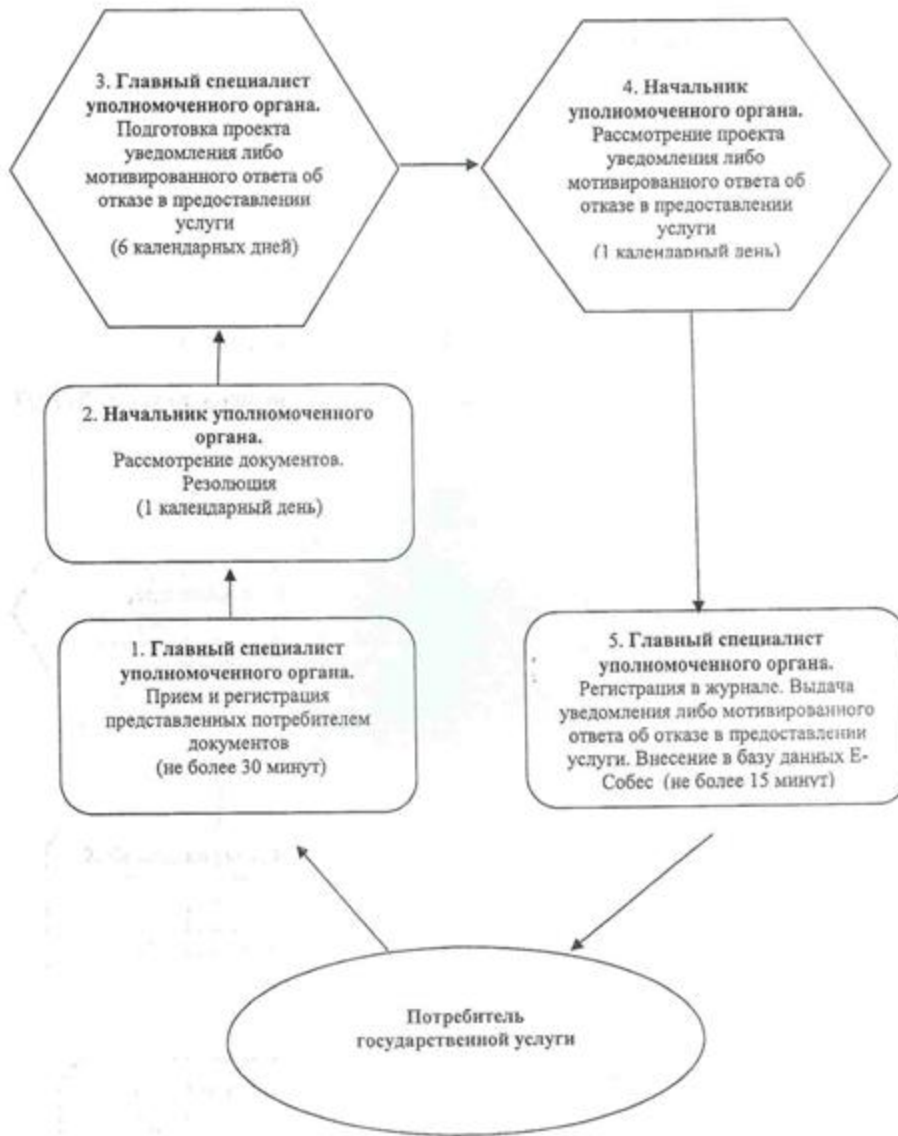 3. Главный специалист
уполномоченного органа.
Подготовка проекта
уведомления либо
мотивированного ответа об
отказе в предоставлении
услуги
(6 календарных дней)
4. Начальник
уполномоченного органа.
Рассмотрение проекта
уведомления либо
мотивированного ответа об
отказе в предоставлении
услуги
(1 календарный день)
2. Начальник уполномоченного
органа.
Рассмотрение документов.
Резолюция
(1 календарный день)
1. Главный специалист
уполномоченного органа.
Прием и регистрация
представленных потребителем
документов
(не более 30 минут)
5. Главный специалист
уполномоченного органа.
Регистрация в журнале. Выдача
уведомления либо мотивированного
ответа об отказе в предоставлении
услуги. Внесение в базу данных Е-
Собес (не более 15 минут)
Потребитель
государственной услуги